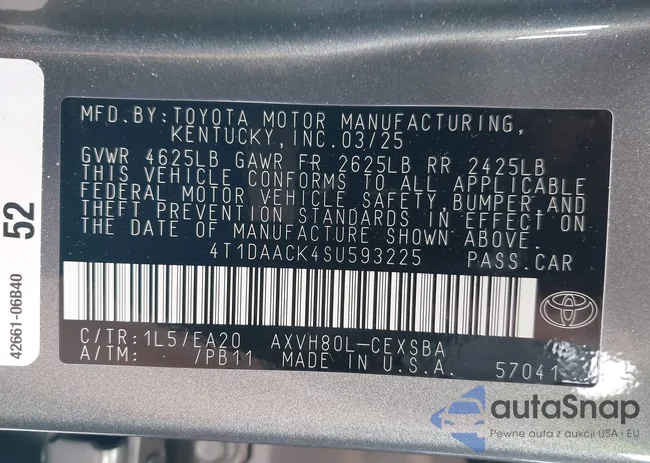 MFD.BY:TOYOTA MOTOR MANUFACTURING,
KENTUCKY,INC.03/25
GVWR 4625LB GAWR FR 2625LB RR 2425LB
THIS VEHICLE CONFORMS TO ALL APPLICABLE
FEDERAL MOTOR VEHICLE SAFETY,BUMPER,AND
THEFT PREVENTION STANDARDS IN EFFECT ON
THE DATE OF MANUFACTURE SHOWN ABOVE.
4T1DAACK4SU593225 PASS.CAR
C/TR:1L5/EA20 AXVH80L-CEXSBA
A/TM: /PB11 MADE IN U.S.A. 57041
52
42661-06B40
autaSnap
Pewne auta z aukcji USA i EU